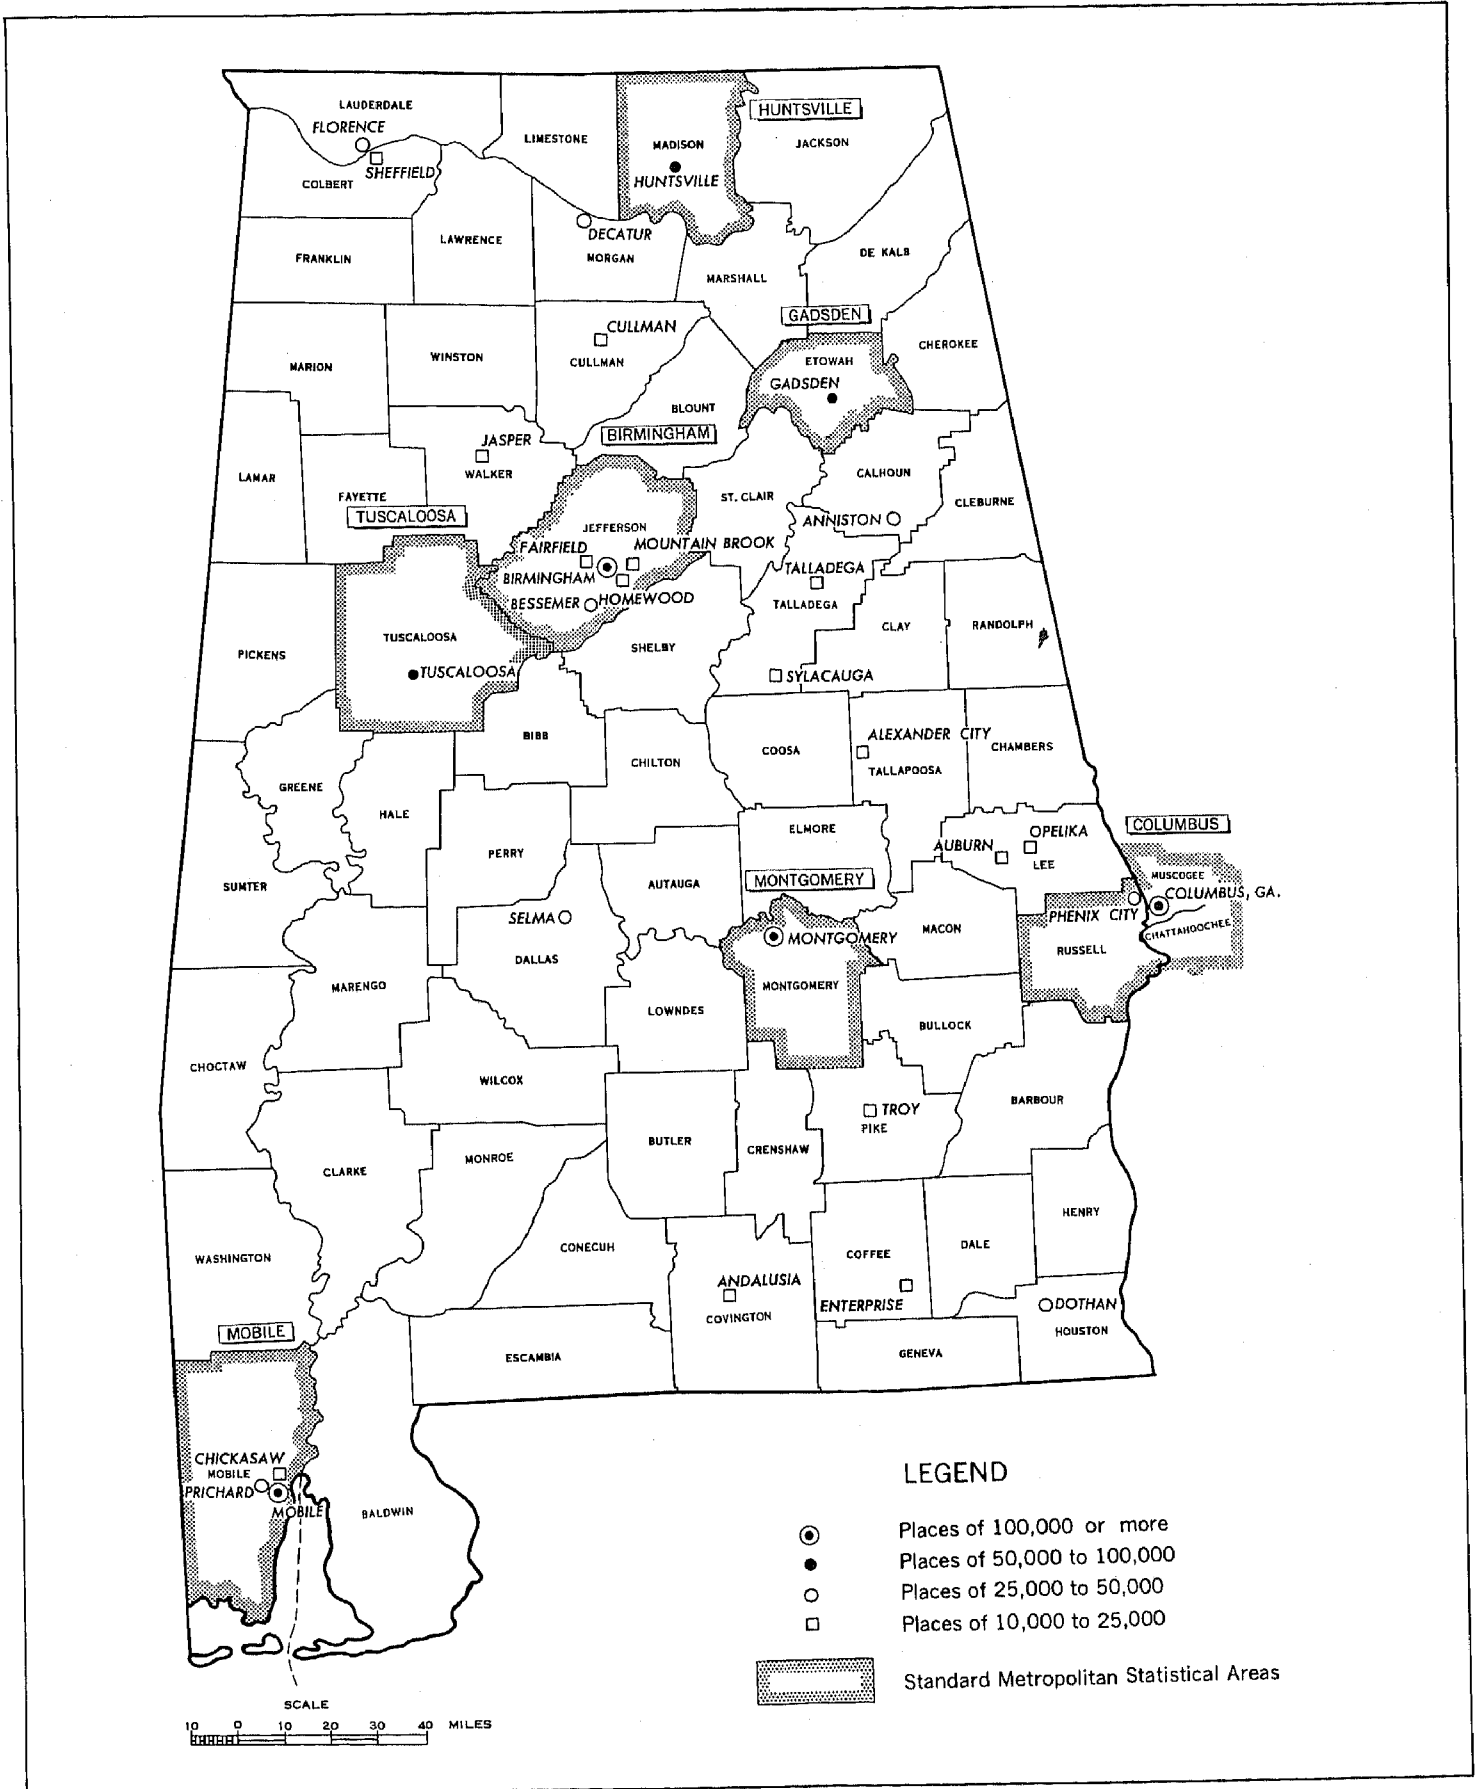 LAUDERDALE
FLORENCE
LIMESTONE
MADISON
HUNTSVILLE
HUNTSVILLE
JACKSON
SHEFFIELD
COLBERT
DECATUR
MORGAN
LAWRENCE
FRANKLIN
MARSHALL
DE KALB
GADSDEN
CULLMAN
CULLMAN
CHEROKEE
ETOWAH
GADSDEN
WINSTON
MARION
BLOUNT
BIRMINGHAM
JASPER
WALKER
LAMAR
FAYETTE
TUSCALOOSA
CALHOUN
ST. CLAIR
CLEBURNE
ANNISTON
JEFFERSON
FAIRFIELD
MOUNTAIN BROOK
BIRMINGHAM
BESSEMER
HOMEWOOD
TALLADEGA
TALLADEGA
CLAY
RANDOLPH
TUSCALOOSA
TUSCALOOSA
PICKENS
SHELBY
SYLACAUGA
BIBB
ALEXANDER CITY
COOSA
TALLAPOOSA
CHAMBERS
CHILTON
GREENE
HALE
ELMORE
COLUMBUS
OPELIKA
AUBURN
LEE
PERRY
AUTAUGA
MONTGOMERY
MUSCOGEE
COLUMBUS, GA.
SUMTER
SELMA
PHENIX CITY
CHATTAHOOCHEE
MONTGOMERY
MACON
RUSSELL
DALLAS
MARENGO
MONTGOMERY
LOWNDES
BULLOCK
CHOCTAW
WILCOX
BARBOUR
TROY
PIKE
BUTLER
CRENSHAW
MONROE
CLARKE
HENRY
CONECUH
COFFEE
DALE
WASHINGTON
ANDALUSIA
COVINGTON
ENTERPRISE
DOTHAN
HOUSTON
MOBILE
ESCAMBIA
GENEVA
CHICKASAW
MOBILE
PRICHARD
MOBILE
BALDWIN
LEGEND
Places of 100,000 or more
Places of 50,000 to 100,000
Places of 25,000 to 50,000
Places of 10,000 to 25,000
Standard Metropolitan Statistical Areas
SCALE
10 0 10 20 30 40 MILES